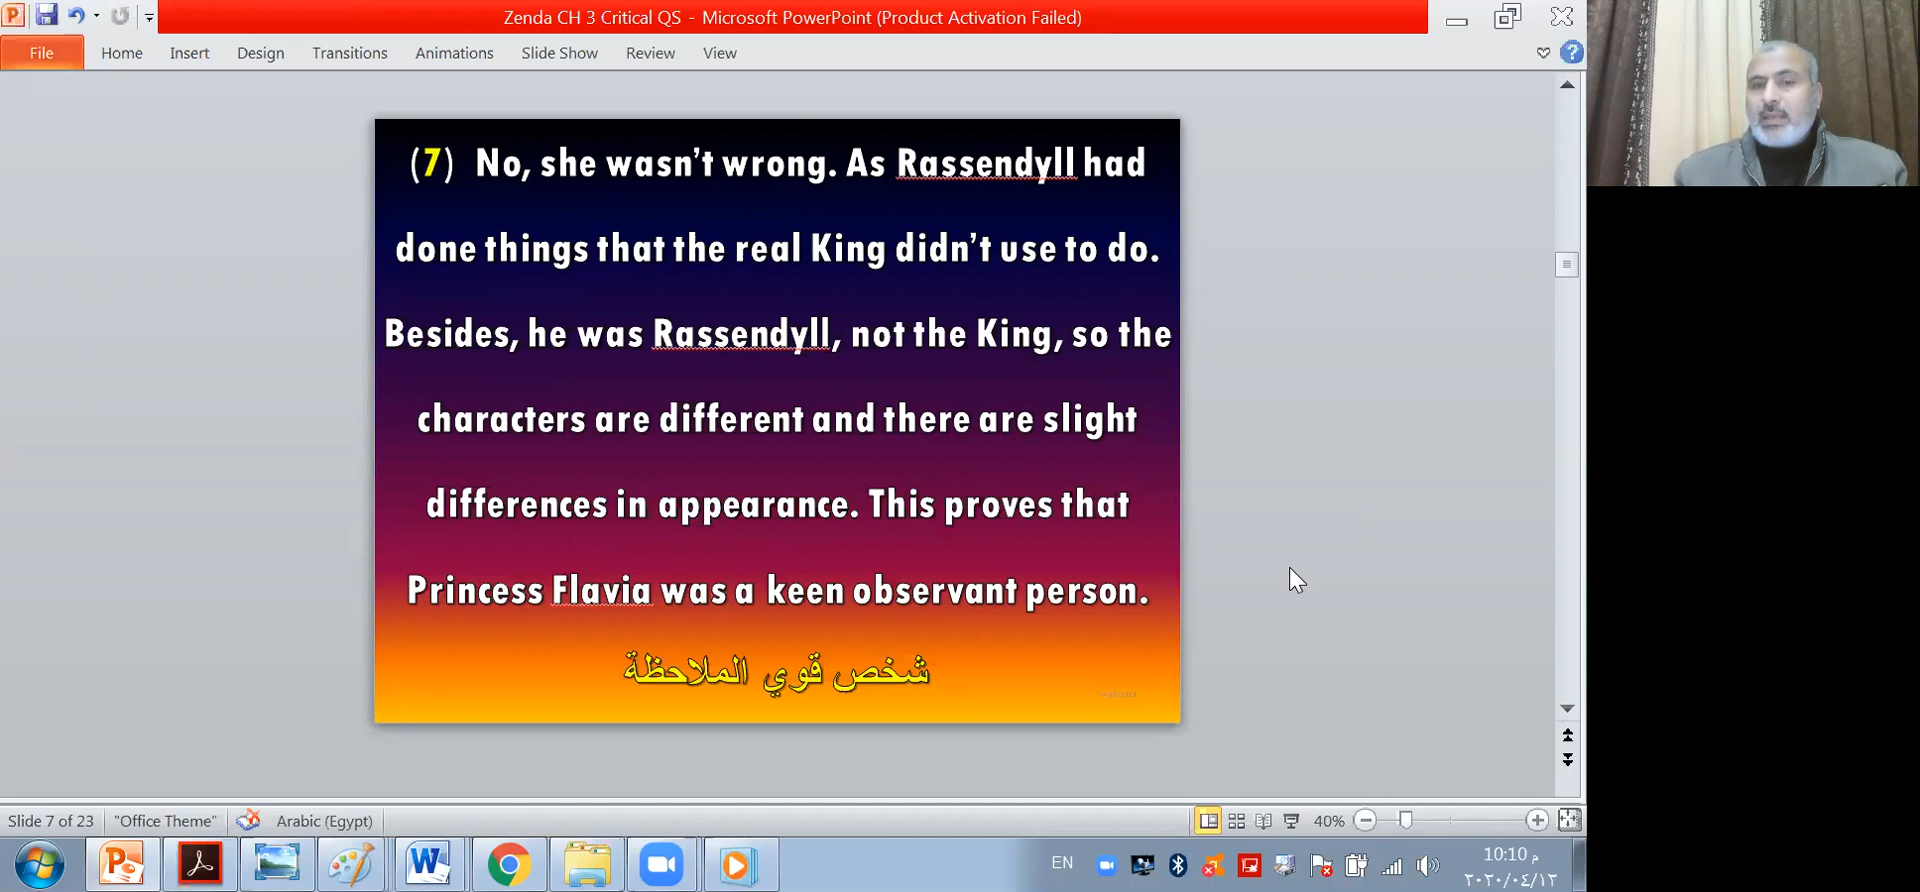 Zenda CH 3 Critical QS - Microsoft PowerPoint (Product Activation Failed)
File Home Insert Design Transitions Animations Slide Show Review View
(7) No, she wasn't wrong. As Rassendyll had
done things that the real King didn't use to do.
Besides, he was Rassendyll, not the King, so the
characters are different and there are slight
differences in appearance. This proves that
Princess Flavia was a keen observant person.
شخص قوي الملاحظة
Slide 7 of 23 "Office Theme" Arabic (Egypt) 40%
EN 10:10 م
٢٠٢٠/٠٤/١٢